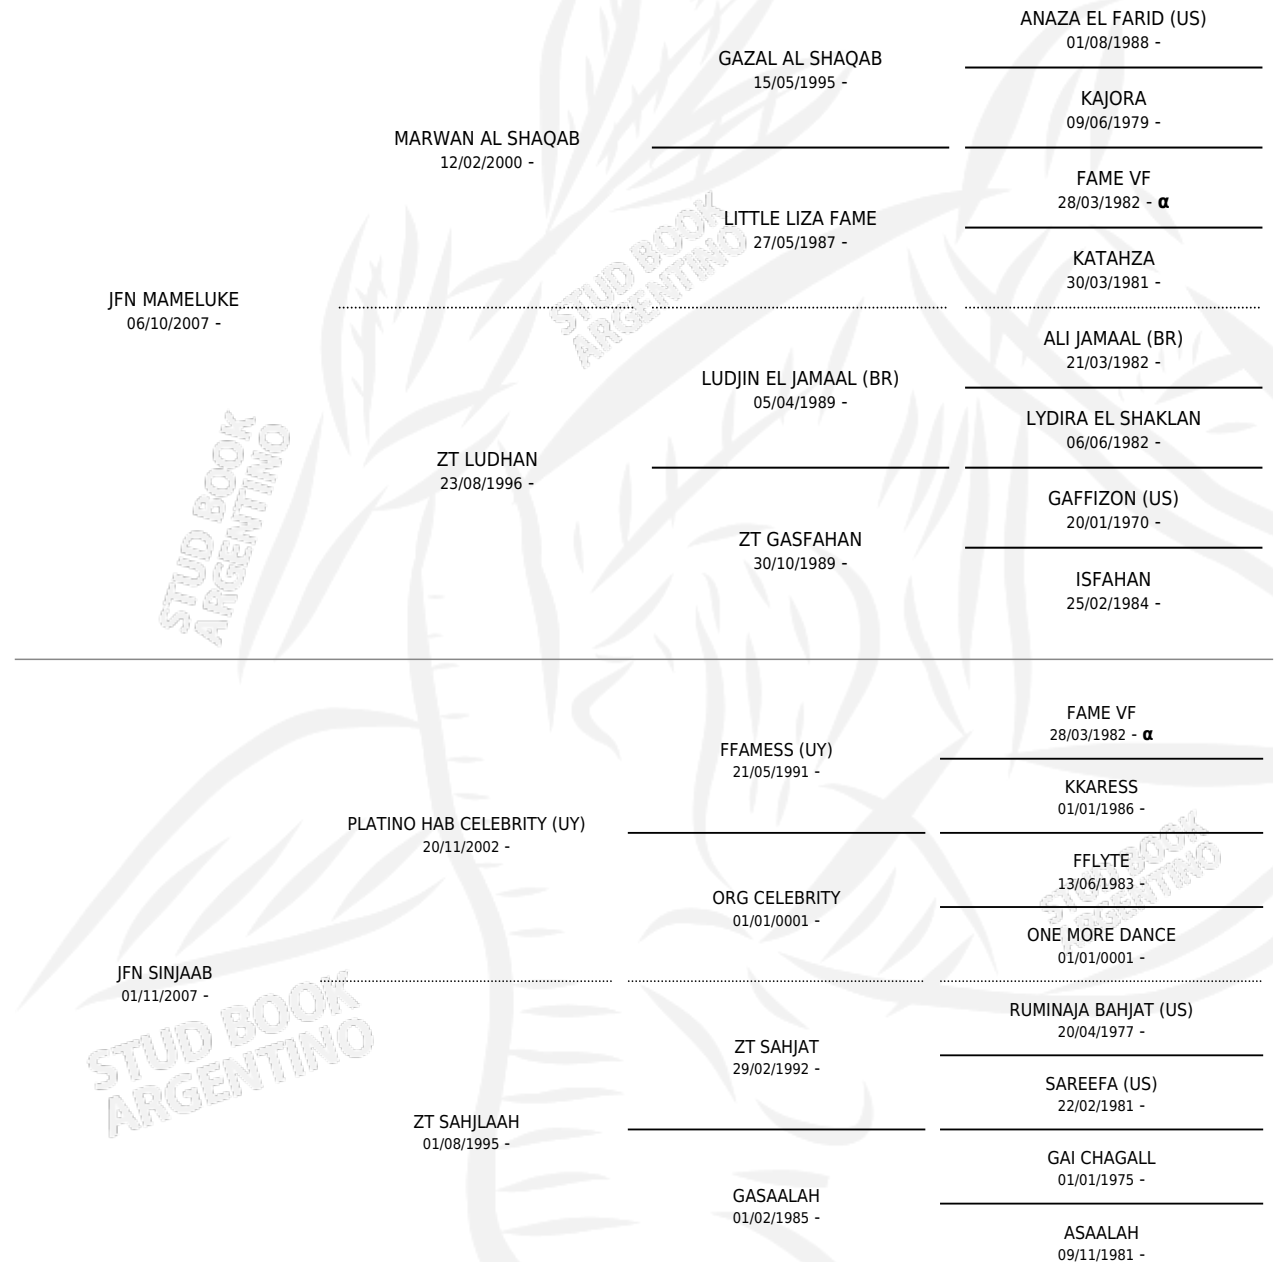 ANAZA EL FARID (US)
01/08/1988 -
GAZAL AL SHAQAB
15/05/1995 -
KAJORA
09/06/1979 -
MARWAN AL SHAQAB
12/02/2000 -
FAME VF
28/03/1982 - α
LITTLE LIZA FAME
27/05/1987 -
KATAHZA
30/03/1981 -
JFN MAMELUKE
06/10/2007 -
ALI JAMAAL (BR)
21/03/1982 -
LUDJIN EL JAMAAL (BR)
05/04/1989 -
LYDIRA EL SHAKLAN
06/06/1982 -
ZT LUDHAN
23/08/1996 -
GAFFIZON (US)
20/01/1970 -
ZT GASFAHAN
30/10/1989 -
ISFAHAN
25/02/1984 -
STUD BOOK
ARGENTINO
STUD BOOK
ARGENTINO
FAME VF
28/03/1982 - α
FFAMESS (UY)
21/05/1991 -
KKARESS
01/01/1986 -
PLATINO HAB CELEBRITY (UY)
20/11/2002 -
FFLYTE
13/06/1983 -
ORG CELEBRITY
01/01/0001 -
ONE MORE DANCE
01/01/0001 -
JFN SINJAAB
01/11/2007 -
RUMINAJA BAHJAT (US)
20/04/1977 -
ZT SAHJAT
29/02/1992 -
SAREEFA (US)
22/02/1981 -
ZT SAHJLAAH
01/08/1995 -
GAI CHAGALL
01/01/1975 -
GASAALAH
01/02/1985 -
ASAALAH
09/11/1981 -
STUD BOOK
ARGENTINO
STUD BOOK
ARGENTINO